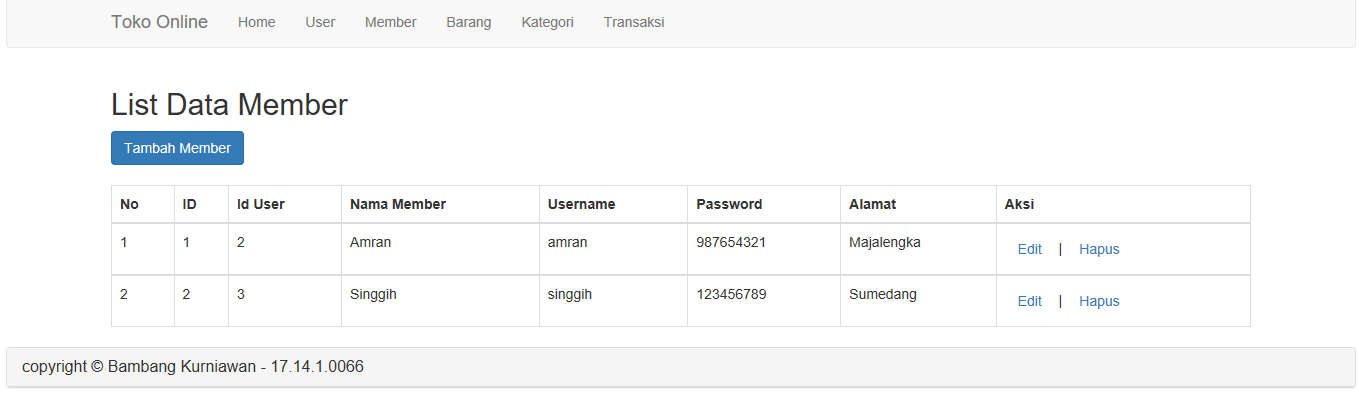 Toko Online Home User Member Barang Kategori Transaksi
List Data Member
Tambah Member
No ID Id User Nama Member Username Password Alamat Aksi
1 1 2 Amran amran 987654321 Majalengka Edit | Hapus
2 2 3 Singgih singgih 123456789 Sumedang Edit | Hapus
copyright © Bambang Kurniawan - 17.14.1.0066